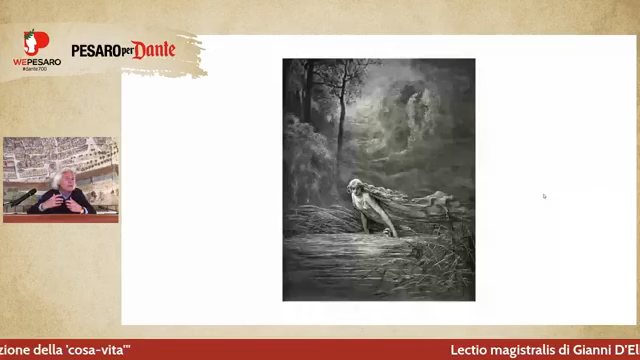 WEPESARO
#dante700
PESARO per Dante
zione della 'cosa-vita'"
Lectio magistralis di Gianni D'El